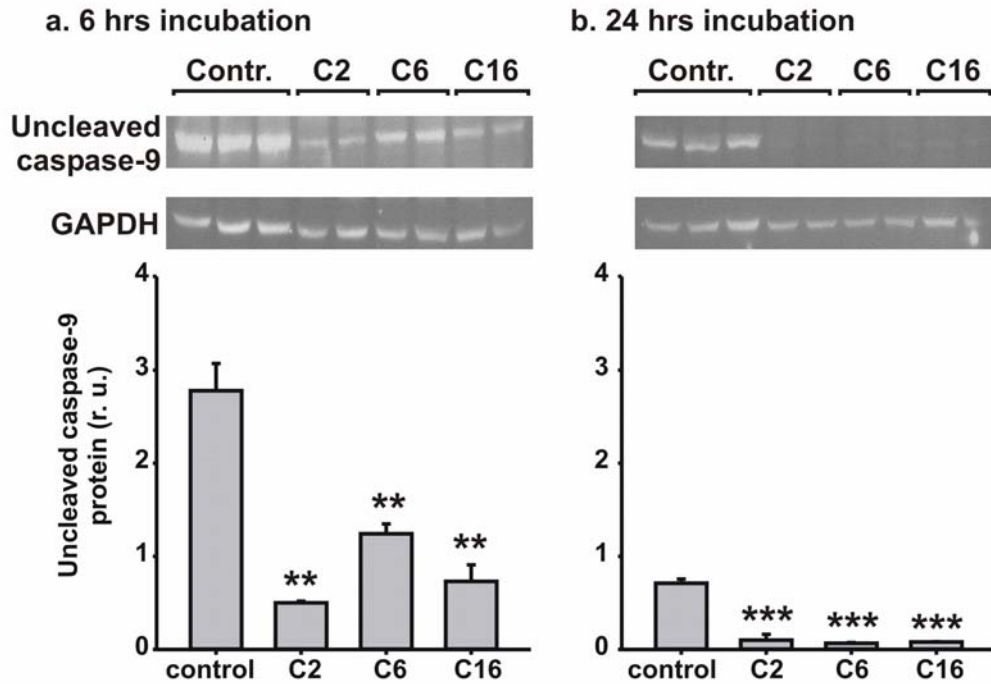 a. 6 hrs incubation
b. 24 hrs incubation
Contr. C2 C6 C16
Contr. C2 C6 C16
Uncleaved
caspase-9
GAPDH
Uncleaved caspase-9
protein (r. u.)
4
3
2
1
0
**
**
**
control C2 C6 C16
4
3
2
1
0
***
***
***
control C2 C6 C16